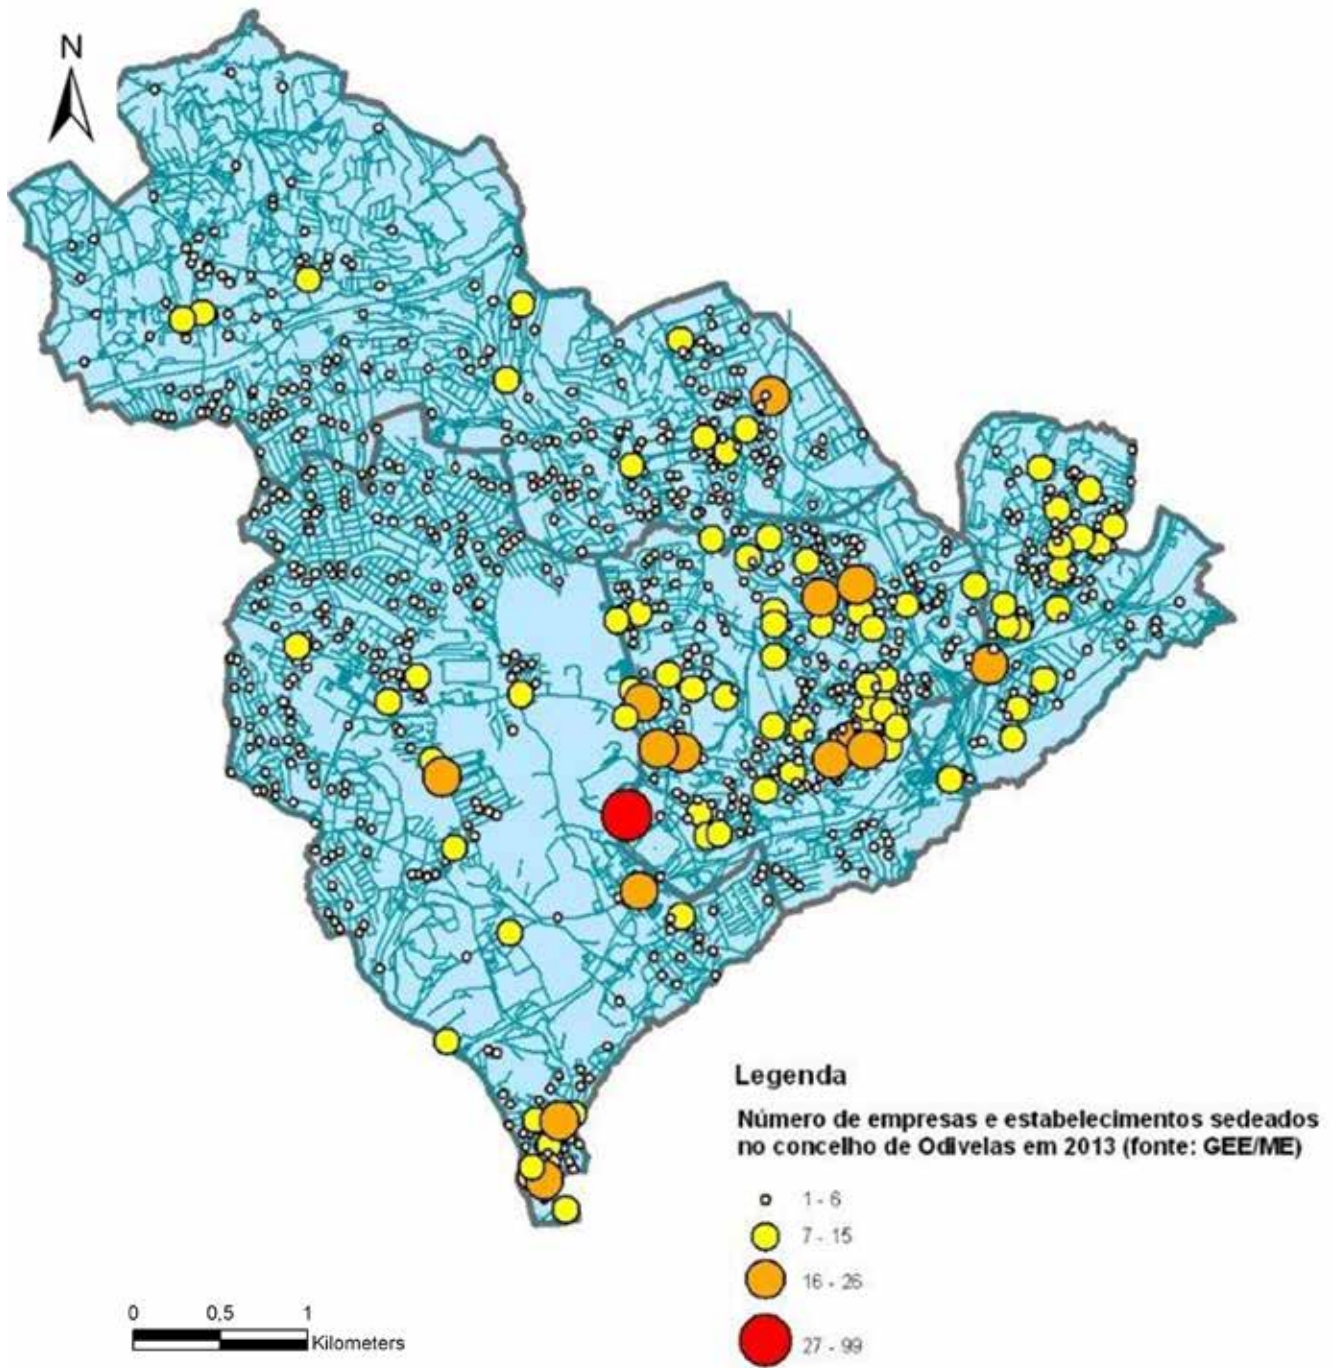 N
Legenda
Número de empresas e estabelecimentos sedeados
no concelho de Odivelas em 2013 (fonte: GEE/ME)
1 - 6
7 - 15
16 - 26
27 - 99
0 0,5 1
Kilometers